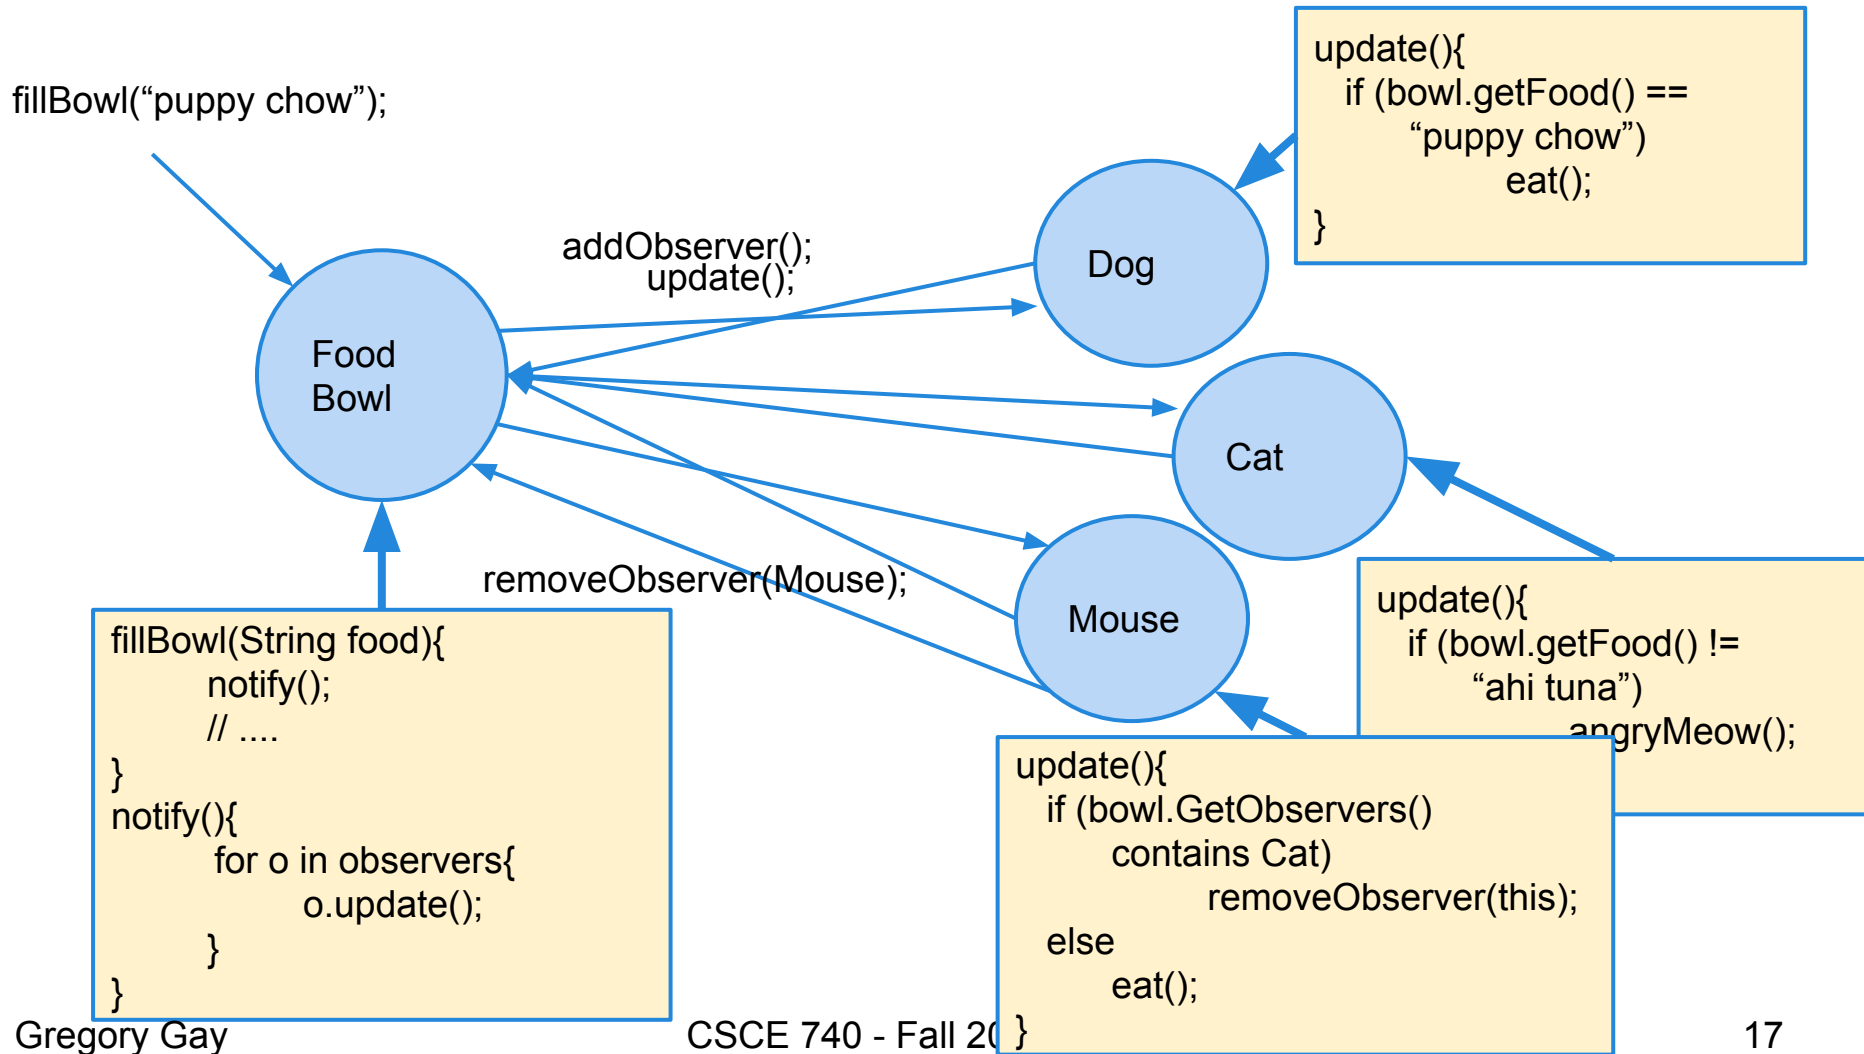 fillBowl(“puppy chow”);
update(){
if (bowl.getFood() ==
“puppy chow”)
eat();
}
addObserver();
update();
Dog
Food
Bowl
Cat
removeObserver(Mouse);
Mouse
fillBowl(String food){
notify();
// ....
}
notify(){
for o in observers{
o.update();
}
}
update(){
if (bowl.getFood() !=
“ahi tuna”)
angryMeow();
update(){
if (bowl.GetObservers()
contains Cat)
removeObserver(this);
else
eat();
}
Gregory Gay
CSCE 740 - Fall 20
17